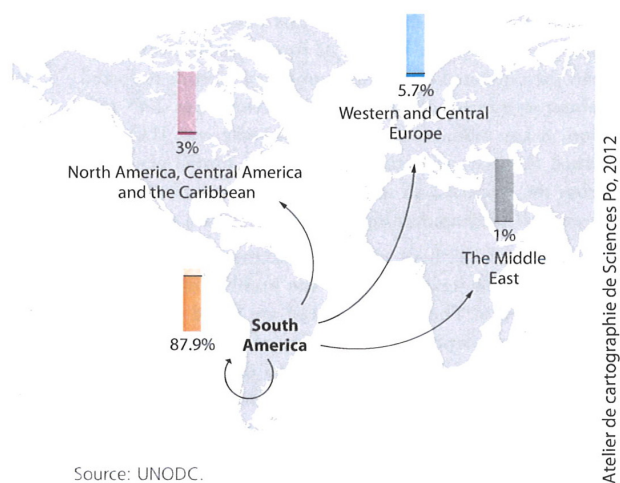 5.7%
Western and Central
Europe
3%
North America, Central America
and the Caribbean
1%
The Middle
East
87.9%
South
America
Source: UNODC.
Atelier de cartographie de Sciences Po, 2012